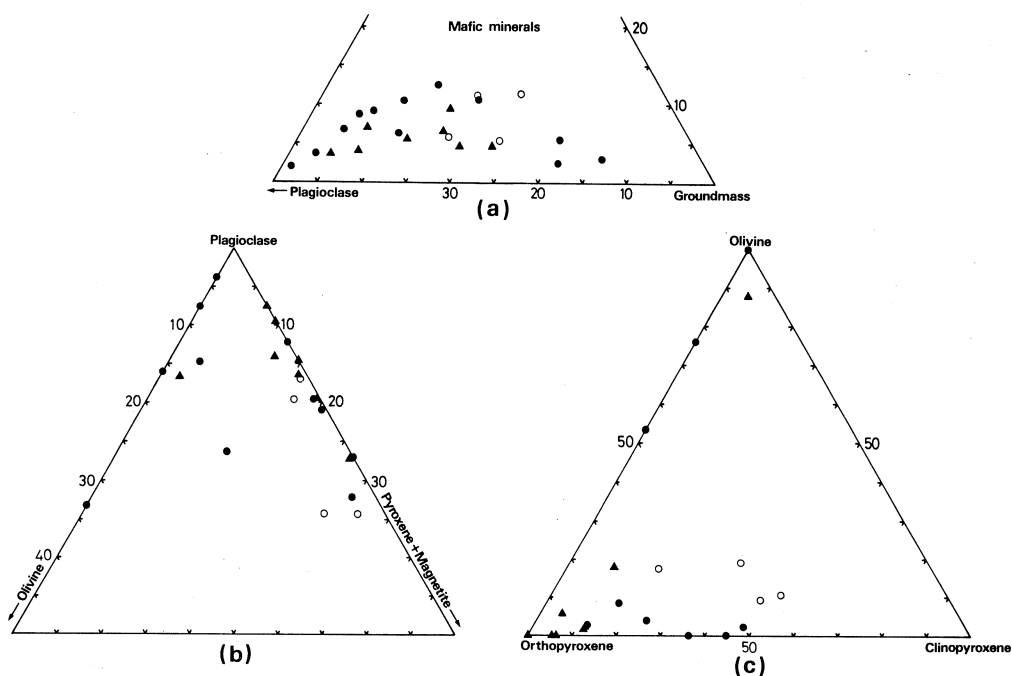 Mafic minerals
20
10
← Plagioclase
30
20
10
Groundmass
(a)
Plagioclase
10
10
20
20
30
30
40
Olivine
Pyroxene+Magnetite
(b)
Olivine
50
50
Orthopyroxene
50
Clinopyroxene
(c)